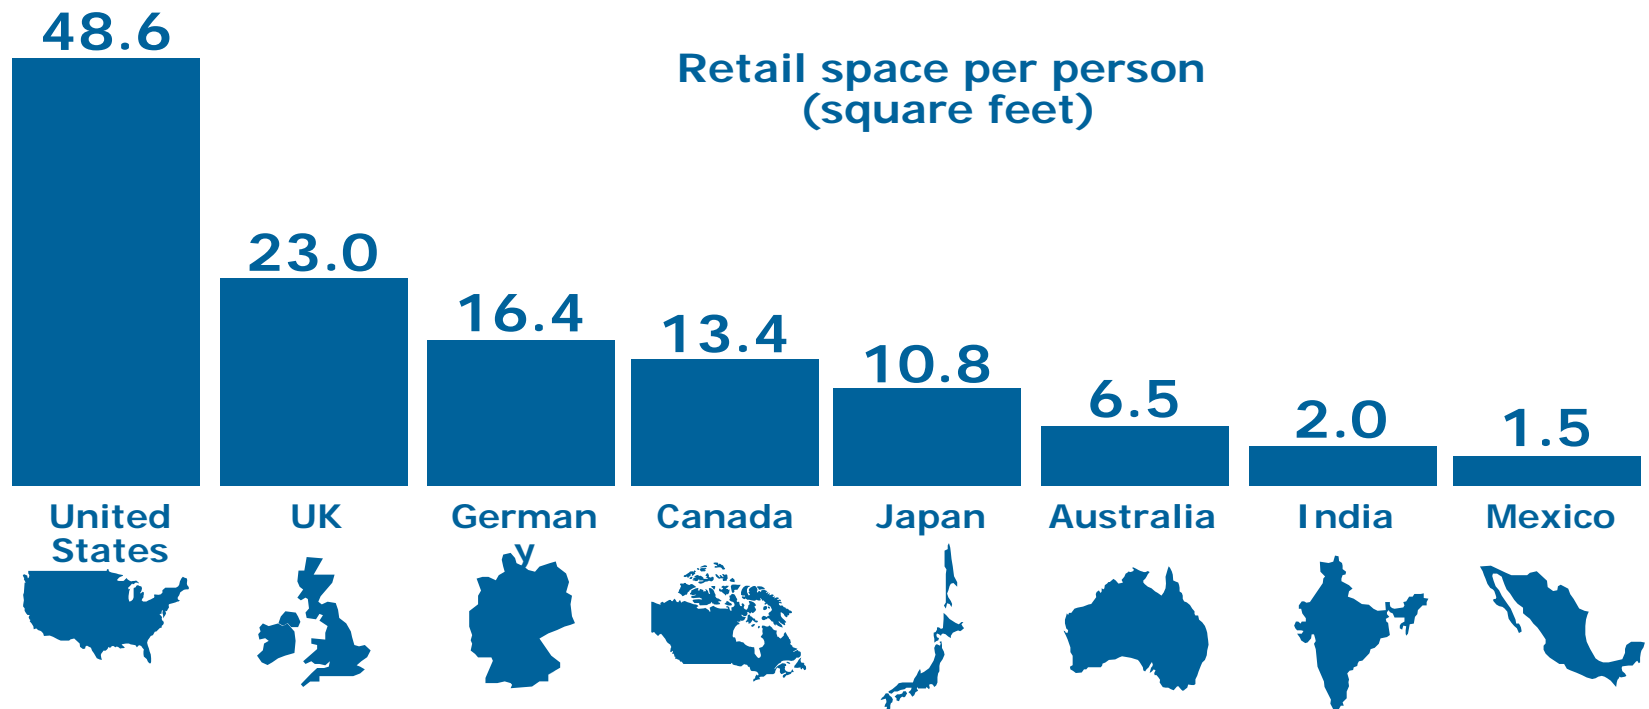 48.6
Retail space per person
(square feet)
23.0
16.4
13.4
10.8
6.5
2.0
1.5
United
States
UK
German
y
Canada
Japan
Australia
India
Mexico